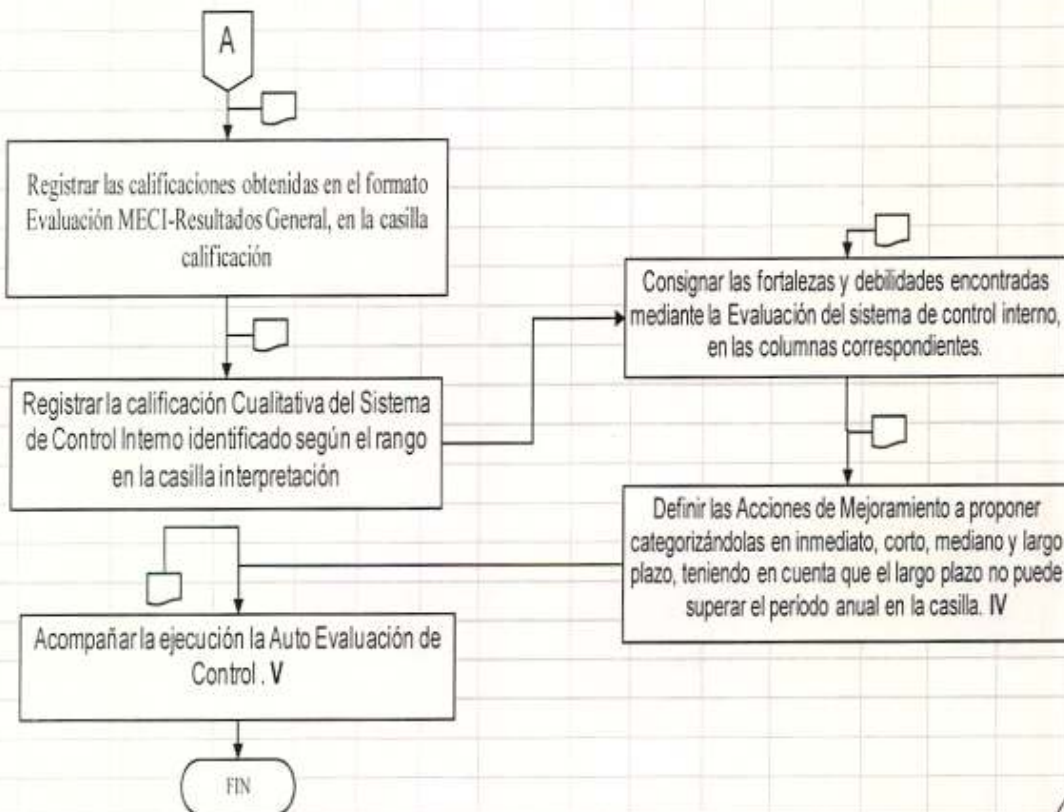 A
Registrar las calificaciones obtenidas en el formato
Evaluación MECI-Resultados General, en la casilla
calificación
Registrar la calificación Cualitativa del Sistema
de Control Interno identificado según el rango
en la casilla interpretación
Consignar las fortalezas y debilidades encontradas
mediante la Evaluación del sistema de control interno,
en las columnas correspondientes.
Definir las Acciones de Mejoramiento a proponer
categorizándolas en inmediato, corto, mediano y largo
plazo, teniendo en cuenta que el largo plazo no puede
superar el período anual en la casilla. IV
Acompañar la ejecución la Auto Evaluación de
Control . V
FIN